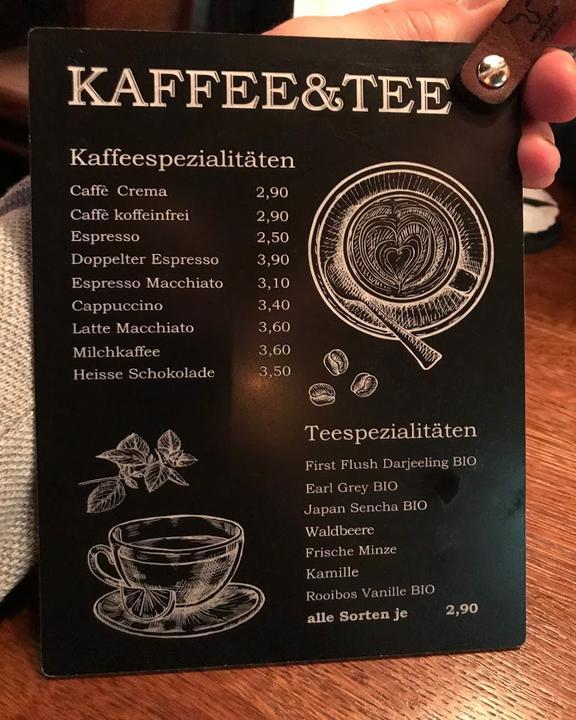 KAFFEE&TEE
Kaffeespezialitäten
Caffè Crema 2,90
Caffè koffeinfrei 2,90
Espresso 2,50
Doppelter Espresso 3,90
Espresso Macchiato 3,10
Cappuccino 3,40
Latte Macchiato 3,60
Milchkaffee 3,60
Heisse Schokolade 3,50
Teespezialitäten
First Flush Darjeeling BIO
Earl Grey BIO
Japan Sencha BIO
Waldbeere
Frische Minze
Kamille
Rooibos Vanille BIO
alle Sorten je 2,90